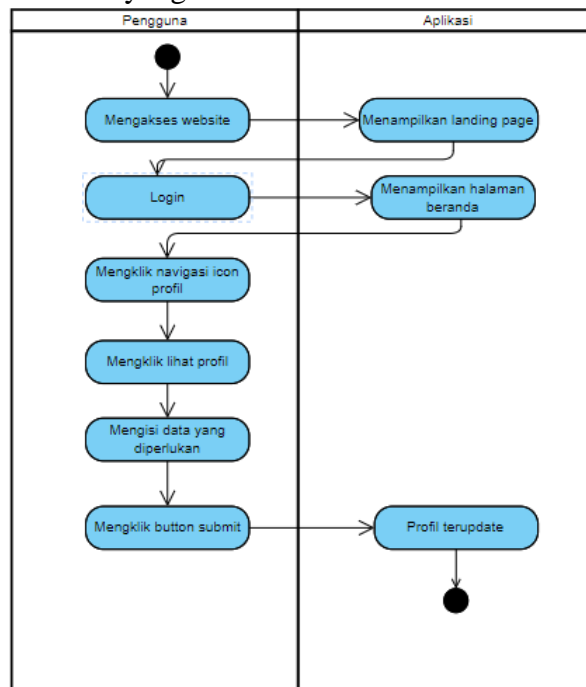 Pengguna
Aplikasi
Mengakses website
Menampilkan landing page
Login
Menampilkan halaman
beranda
Mengklik navigasi icon
profil
Mengklik lihat profil
Mengisi data yang
diperlukan
Mengklik button submit
Profil terupdate